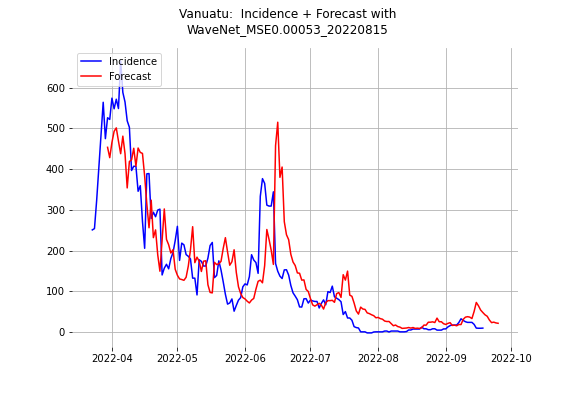 Vanuatu:  Incidence + Forecast with
WaveNet_MSE0.00053_20220815
Incidence
Forecast
600
500
400
300
200
100
0
2022-04 2022-05 2022-06 2022-07 2022-08 2022-09 2022-10